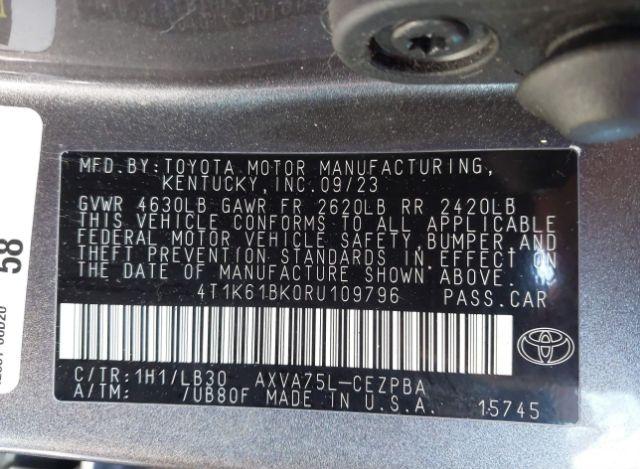 MFD.BY:TOYOTA MOTOR MANUFACTURING,
KENTUCKY,INC.09/23
GVWR 4630LB GAWR FR 2620LB RR 2420LB
THIS VEHICLE CONFORMS TO ALL APPLICABLE
FEDERAL MOTOR VEHICLE SAFETY,BUMPER,AND
THEFT PREVENTION STANDARDS IN EFFECT ON
THE DATE OF MANUFACTURE SHOWN ABOVE.
4T1K61BK0RU109796 PASS.CAR
C/TR:1H1/LB30 AXVA75L-CEZPBA
A/TM: /UB80F MADE IN U.S.A. 15745
58